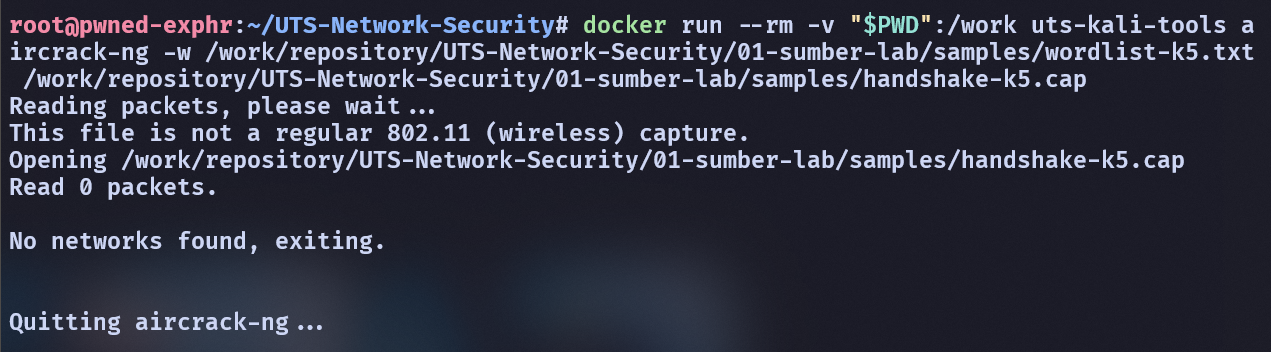 root@pwned-exphr:~/UTS-Network-Security# docker run --rm -v "$PWD":/work uts-kali-tools a
ircrack-ng -w /work/repository/UTS-Network-Security/01-sumber-lab/samples/wordlist-k5.txt
 /work/repository/UTS-Network-Security/01-sumber-lab/samples/handshake-k5.cap
Reading packets, please wait...
This file is not a regular 802.11 (wireless) capture.
Opening /work/repository/UTS-Network-Security/01-sumber-lab/samples/handshake-k5.cap
Read 0 packets.
No networks found, exiting.
Quitting aircrack-ng...